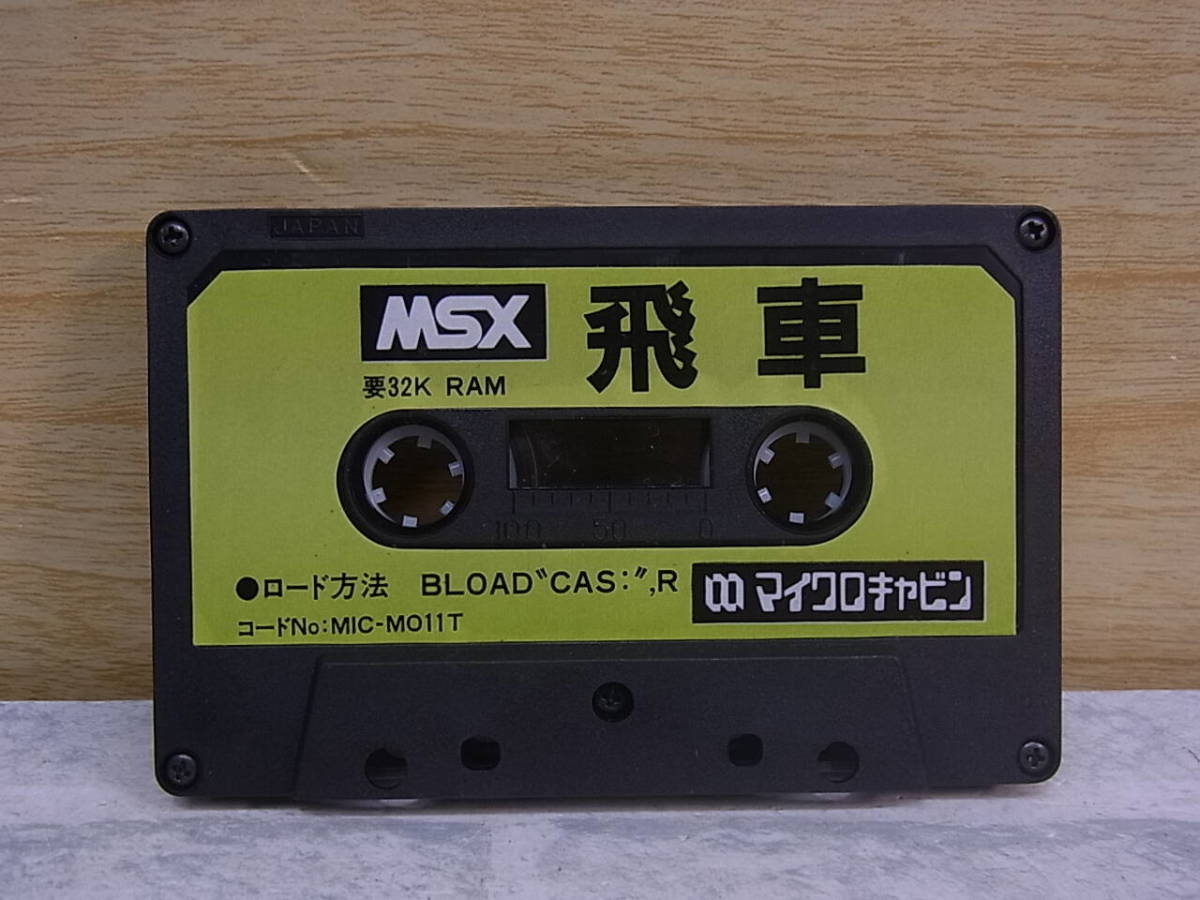 JAPAN
MSX 飛車
要32K RAM
100 50 0
●ロード方法 BLOAD〝CAS:〞,R
マイクロキャビン
コードNo:MIC-M011T